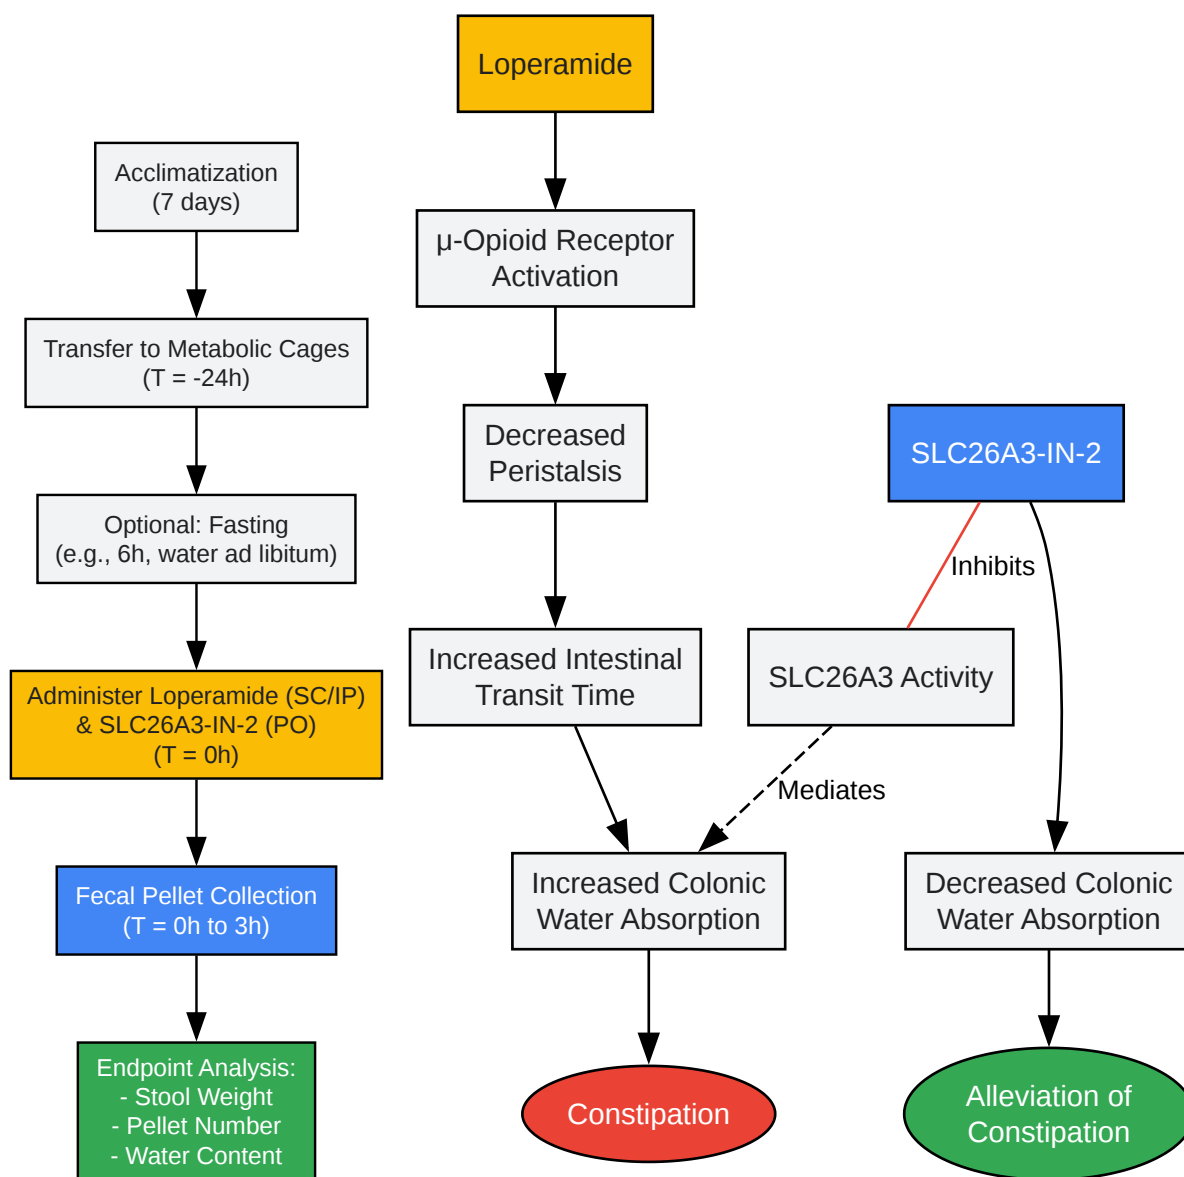 Loperamide
Acclimatization
(7 days)
μ-Opioid Receptor
Activation
Transfer to Metabolic Cages
(T = -24h)
Decreased
Peristalsis
SLC26A3-IN-2
Optional: Fasting
(e.g., 6h, water ad libitum)
Inhibits
Increased Intestinal
Transit Time
SLC26A3 Activity
Administer Loperamide (SC/IP)
& SLC26A3-IN-2 (PO)
(T = 0h)
Mediates
Fecal Pellet Collection
(T = 0h to 3h)
Increased Colonic
Water Absorption
Decreased Colonic
Water Absorption
Endpoint Analysis:
- Stool Weight
- Pellet Number
- Water Content
Constipation
Alleviation of
Constipation